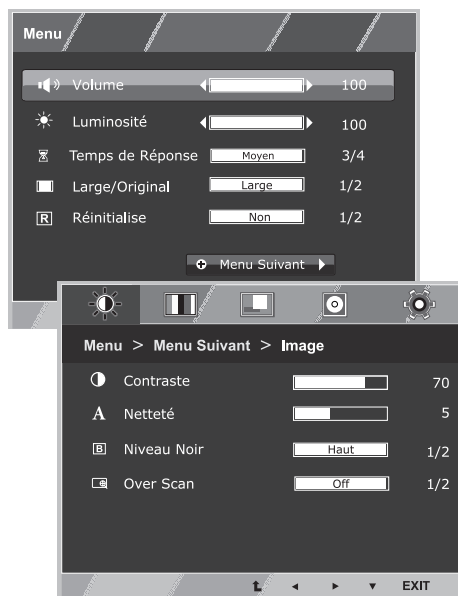 Menu
Volume 100
Luminosité 100
Temps de Réponse Moyen 3/4
Large/Original Large 1/2
R Réinitialise Non 1/2
Menu Suivant
Menu > Menu Suivant > Image
Contraste 70
A Netteté 5
B Niveau Noir Haut 1/2
Over Scan Off 1/2
EXIT